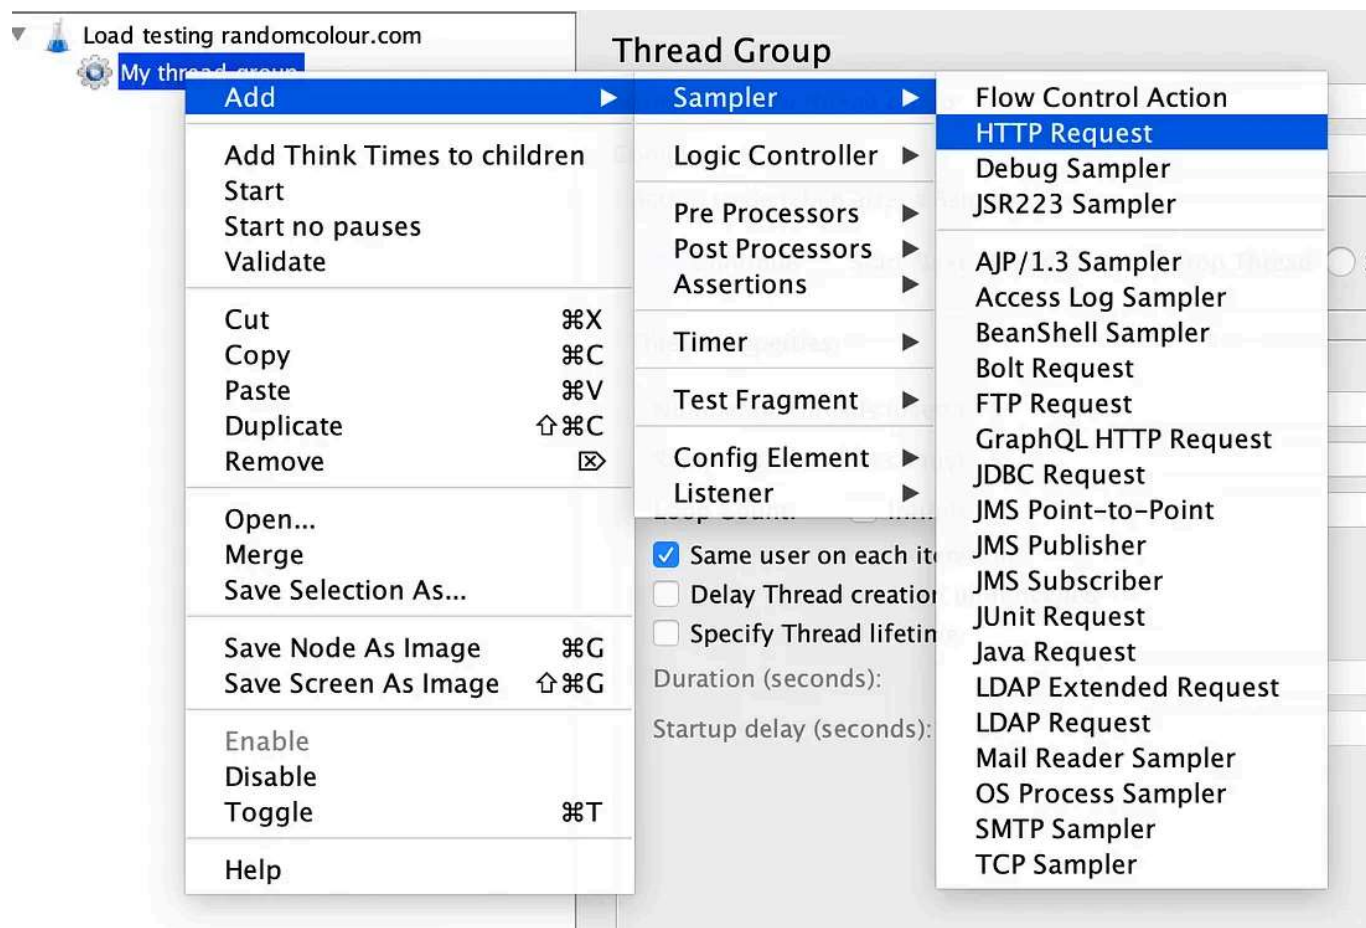 Load testing randomcolour.com
My thread group
Thread Group
Add
Add Think Times to children
Start
Start no pauses
Validate
Cut ⌘X
Copy ⌘C
Paste ⌘V
Duplicate ⇧⌘C
Remove ⌦
Open...
Merge
Save Selection As...
Save Node As Image ⌘G
Save Screen As Image ⇧⌘G
Enable
Disable
Toggle ⌘T
Help
Sampler
Logic Controller
Pre Processors
Post Processors
Assertions
Timer
Test Fragment
Config Element
Listener
Flow Control Action
HTTP Request
Debug Sampler
JSR223 Sampler
AJP/1.3 Sampler
Access Log Sampler
BeanShell Sampler
Bolt Request
FTP Request
GraphQL HTTP Request
JDBC Request
JMS Point-to-Point
JMS Publisher
JMS Subscriber
JUnit Request
Java Request
LDAP Extended Request
LDAP Request
Mail Reader Sampler
OS Process Sampler
SMTP Sampler
TCP Sampler
Loop Count:
Same user on each
Delay Thread creation
Specify Thread
Duration (seconds):
Startup delay (seconds):